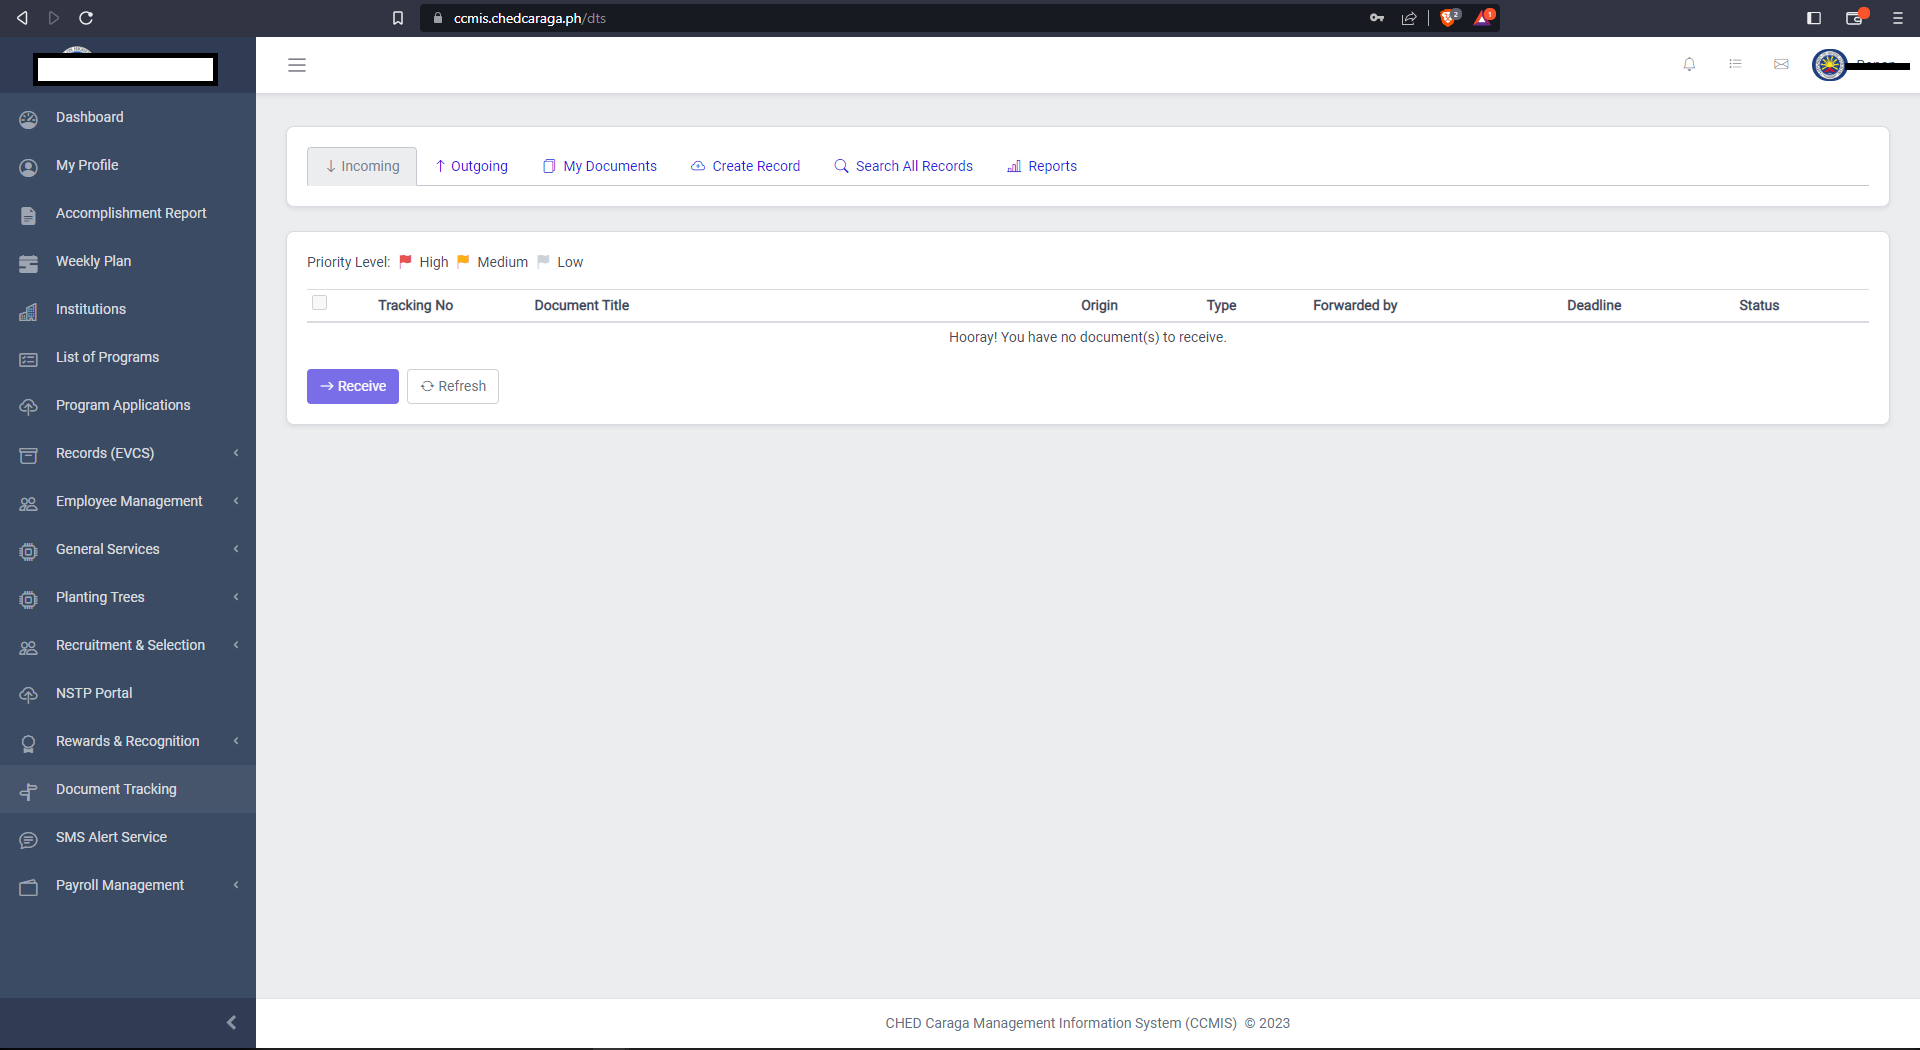 ccmis.chedcaraga.ph/dts
2
1
Dashboard
My Profile
Accomplishment Report
Weekly Plan
Institutions
List of Programs
Program Applications
Records (EVCS)
Employee Management
General Services
Planting Trees
Recruitment & Selection
NSTP Portal
Rewards & Recognition
Document Tracking
SMS Alert Service
Payroll Management
Incoming Outgoing My Documents Create Record Search All Records Reports
Priority Level: High Medium Low
Tracking No Document Title Origin Type Forwarded by Deadline Status
Hooray! You have no document(s) to receive.
Receive Refresh
CHED Caraga Management Information System (CCMIS) © 2023